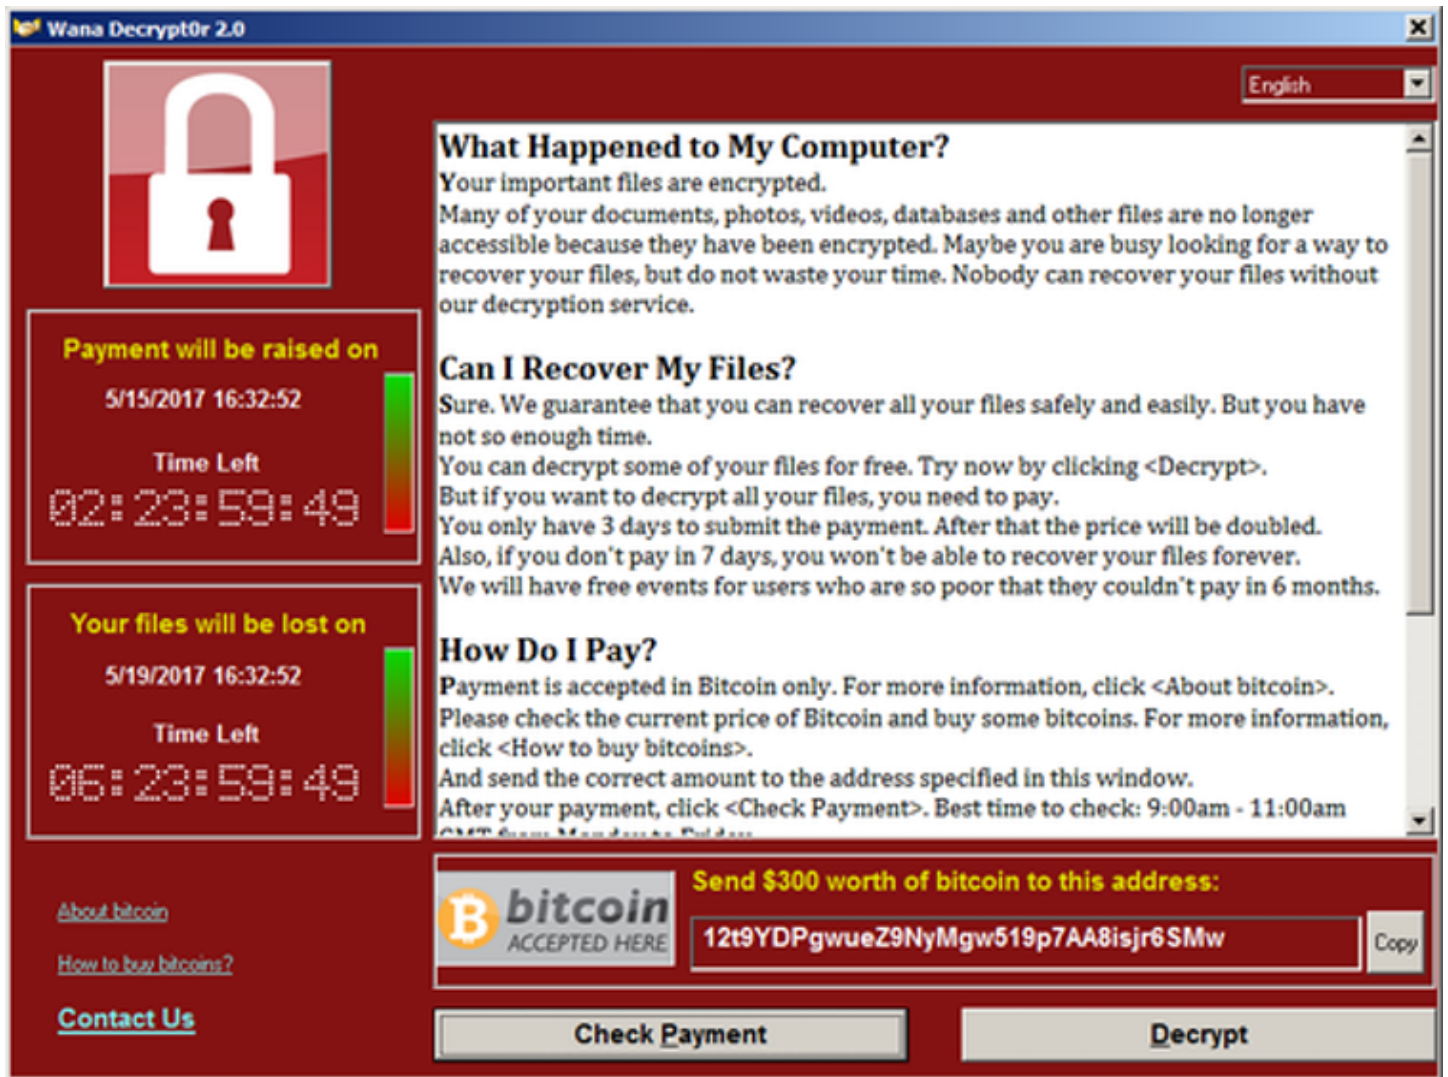 Wana Decrypt0r 2.0
English
What Happened to My Computer?
Your important files are encrypted.
Many of your documents, photos, videos, databases and other files are no longer
accessible because they have been encrypted. Maybe you are busy looking for a way to
recover your files, but do not waste your time. Nobody can recover your files without
our decryption service.
Can I Recover My Files?
Sure. We guarantee that you can recover all your files safely and easily. But you have
not so enough time.
You can decrypt some of your files for free. Try now by clicking <Decrypt>.
But if you want to decrypt all your files, you need to pay.
You only have 3 days to submit the payment. After that the price will be doubled.
Also, if you don't pay in 7 days, you won't be able to recover your files forever.
We will have free events for users who are so poor that they couldn't pay in 6 months.
How Do I Pay?
Payment is accepted in Bitcoin only. For more information, click <About bitcoin>.
Please check the current price of Bitcoin and buy some bitcoins. For more information,
click <How to buy bitcoins>.
And send the correct amount to the address specified in this window.
After your payment, click <Check Payment>. Best time to check: 9:00am - 11:00am
GMT from Monday to Friday.
Payment will be raised on
5/15/2017 16:32:52
Time Left
02:23:59:49
Your files will be lost on
5/19/2017 16:32:52
Time Left
06:23:59:49
About bitcoin
How to buy bitcoins?
Contact Us
bitcoin
ACCEPTED HERE
Send $300 worth of bitcoin to this address:
12t9YDPgwueZ9NyMgw519p7AA8isjr6SMw
Copy
Check Payment
Decrypt